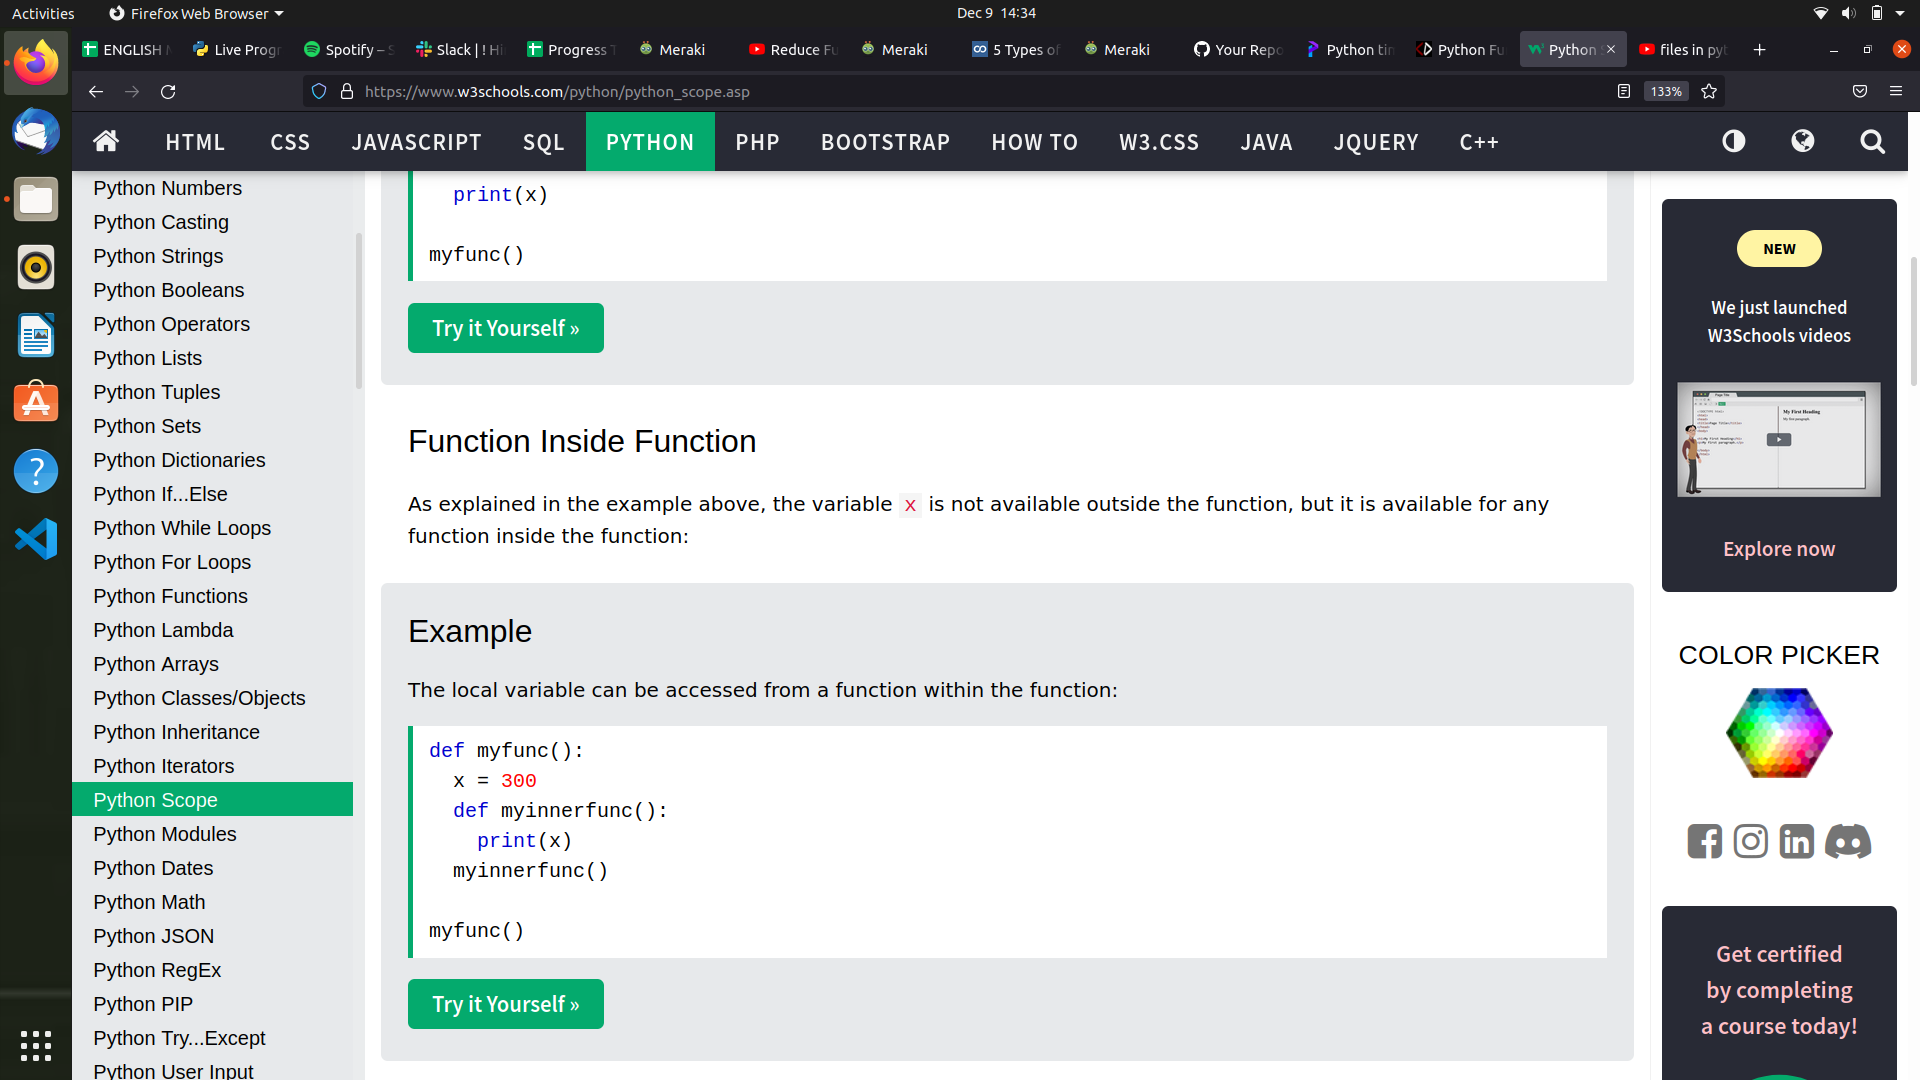 Activities
Firefox Web Browser
Dec 9 14:34
ENGLISH
Live Progr
Spotify – S
Slack | ! Hi
Progress T
Meraki
Reduce Fu
Meraki
5 Types of
Meraki
Your Repo
Python tin
Python Fu
Python S
files in pyt
https://www.w3schools.com/python/python_scope.asp
133%
HTML
CSS
JAVASCRIPT
SQL
PYTHON
PHP
BOOTSTRAP
HOW TO
W3.CSS
JAVA
JQUERY
C++
Python Numbers
Python Casting
Python Strings
Python Booleans
Python Operators
Python Lists
Python Tuples
Python Sets
Python Dictionaries
Python If...Else
Python While Loops
Python For Loops
Python Functions
Python Lambda
Python Arrays
Python Classes/Objects
Python Inheritance
Python Iterators
Python Scope
Python Modules
Python Dates
Python Math
Python JSON
Python RegEx
Python PIP
Python Try...Except
Python User Input
print(x)
myfunc()
Try it Yourself »
Function Inside Function
As explained in the example above, the variable x is not available outside the function, but it is available for any
function inside the function:
Example
The local variable can be accessed from a function within the function:
def myfunc():
x = 300
def myinnerfunc():
print(x)
myinnerfunc()
myfunc()
Try it Yourself »
NEW
We just launched
W3Schools videos
My First Heading
Explore now
COLOR PICKER
Get certified
by completing
a course today!